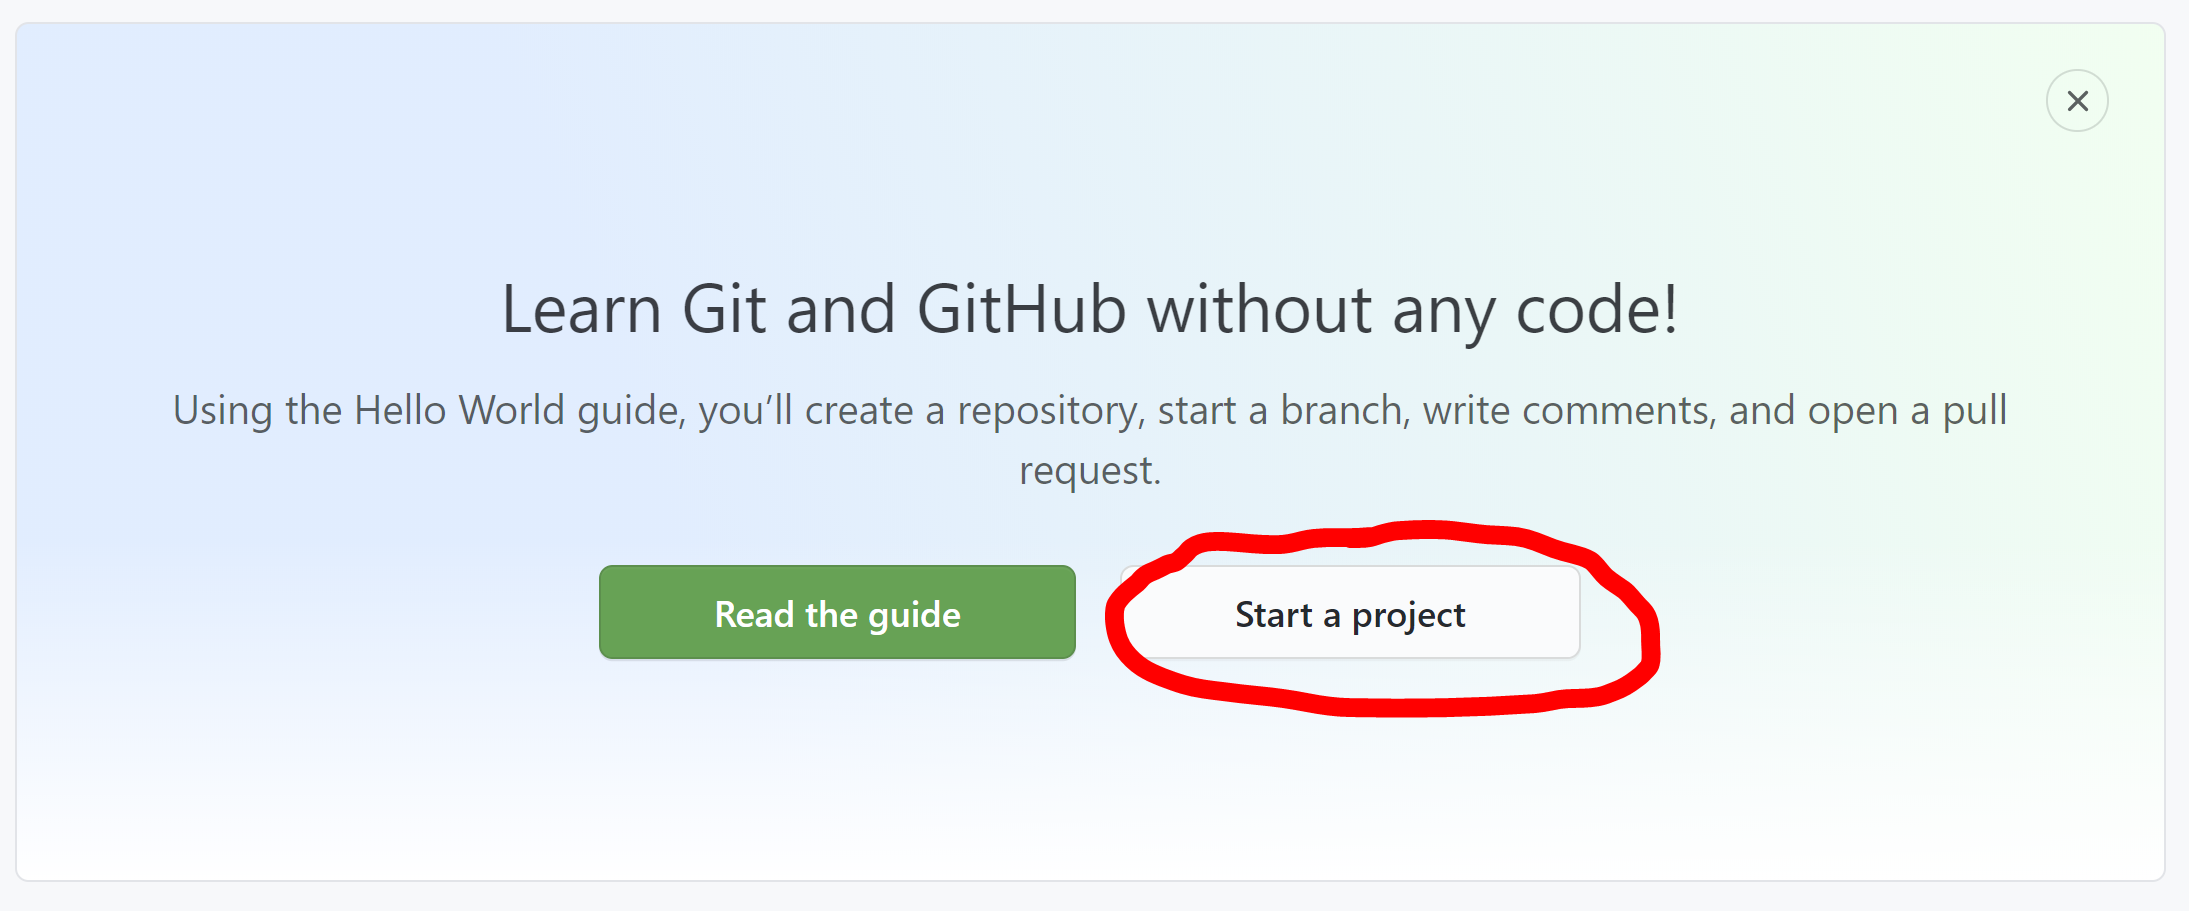 Learn Git and GitHub without any code!
Using the Hello World guide, you’ll create a repository, start a branch, write comments, and open a pull
request.
Read the guide
Start a project